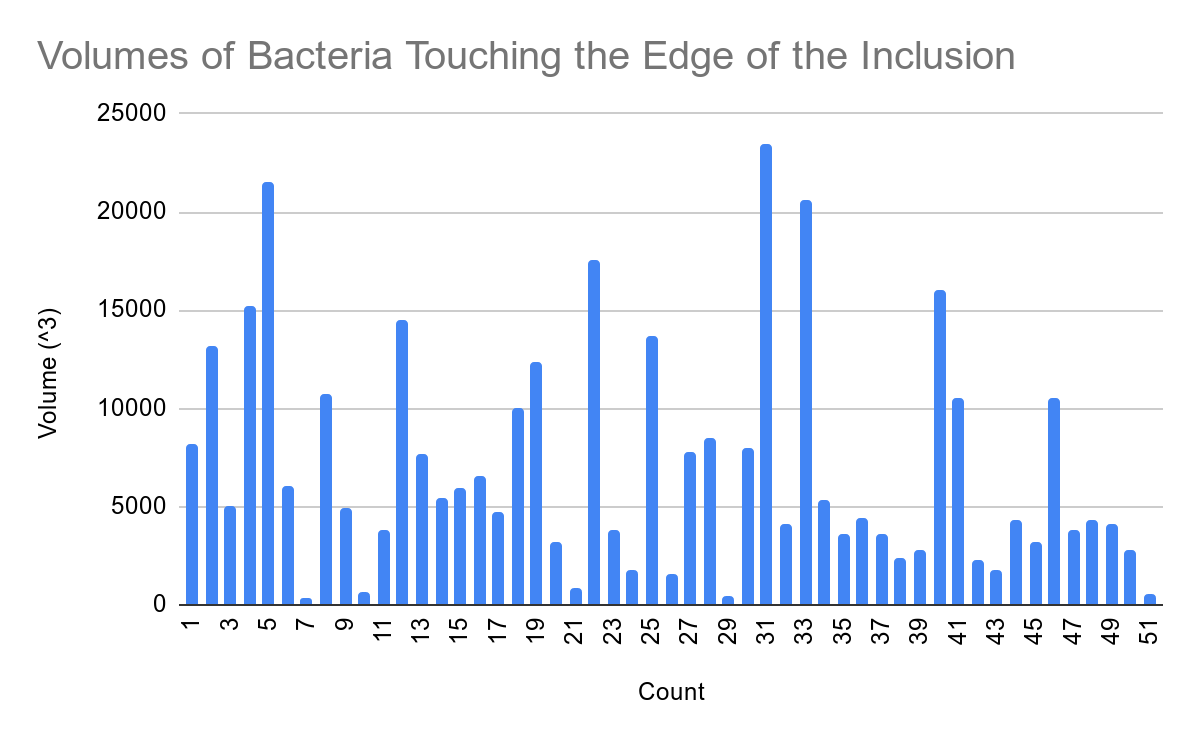 Volumes of Bacteria Touching the Edge of the Inclusion
25000
20000
15000
10000
5000
0
Volume (^3)
1 3 5 7 9 11 13 15 17 19 21 23 25 27 29 31 33 35 37 39 41 43 45 47 49 51
Count